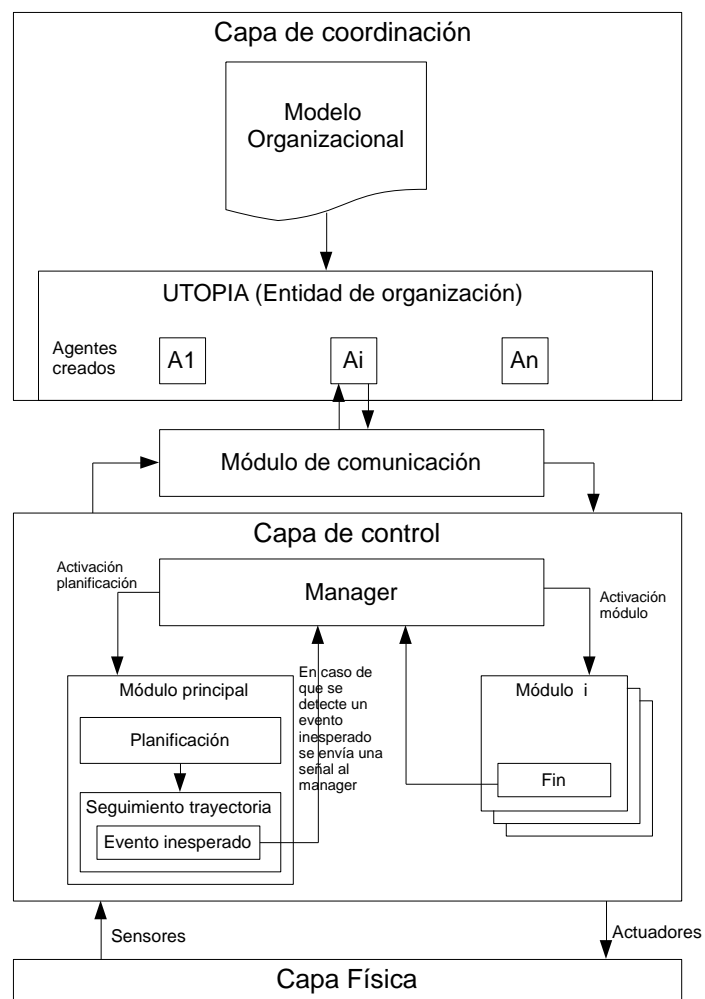 Capa de coordinación
Modelo
Organizacional
UTOPIA (Entidad de organización)
Agentes
creados
A1
Ai
An
Módulo de comunicación
Capa de control
Activación
planificación
Manager
Activación
módulo
Módulo principal
Planificación
Seguimiento trayectoria
Evento inesperado
En caso de
que se
detecte un
evento
inesperado
se envía una
señal al
manager
Módulo i
Fin
Sensores
Actuadores
Capa Física